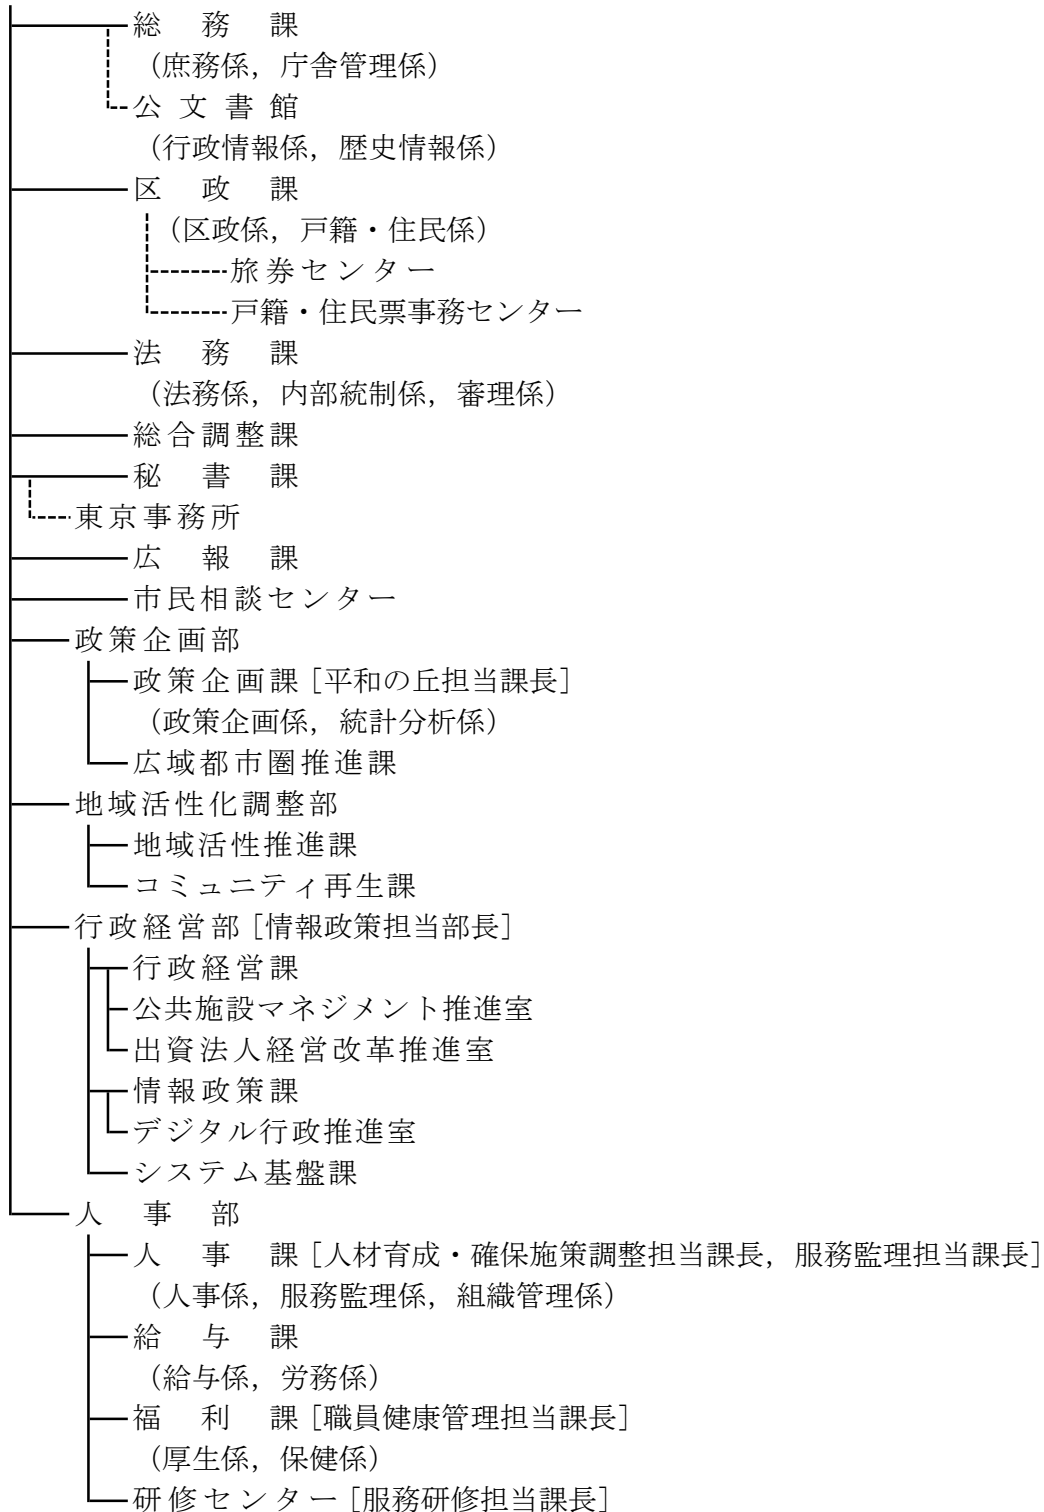 総務課
（庶務係，庁舎管理係）
公文書館
（行政情報係，歴史情報係）
区政課
（区政係，戸籍・住民係）
旅券センター
戸籍・住民票事務センター
法務課
（法務係，内部統制係，審理係）
総合調整課
秘書課
東京事務所
広報課
市民相談センター
政策企画部
政策企画課［平和の丘担当課長］
（政策企画係，統計分析係）
広域都市圏推進課
地域活性化調整部
地域活性推進課
コミュニティ再生課
行政経営部［情報政策担当部長］
行政経営課
公共施設マネジメント推進室
出資法人経営改革推進室
情報政策課
デジタル行政推進室
システム基盤課
人事部
人事課［人材育成・確保施策調整担当課長，服務監理担当課長］
（人事係，服務監理係，組織管理係）
給与課
（給与係，労務係）
福利課［職員健康管理担当課長］
（厚生係，保健係）
研修センター［服務研修担当課長］